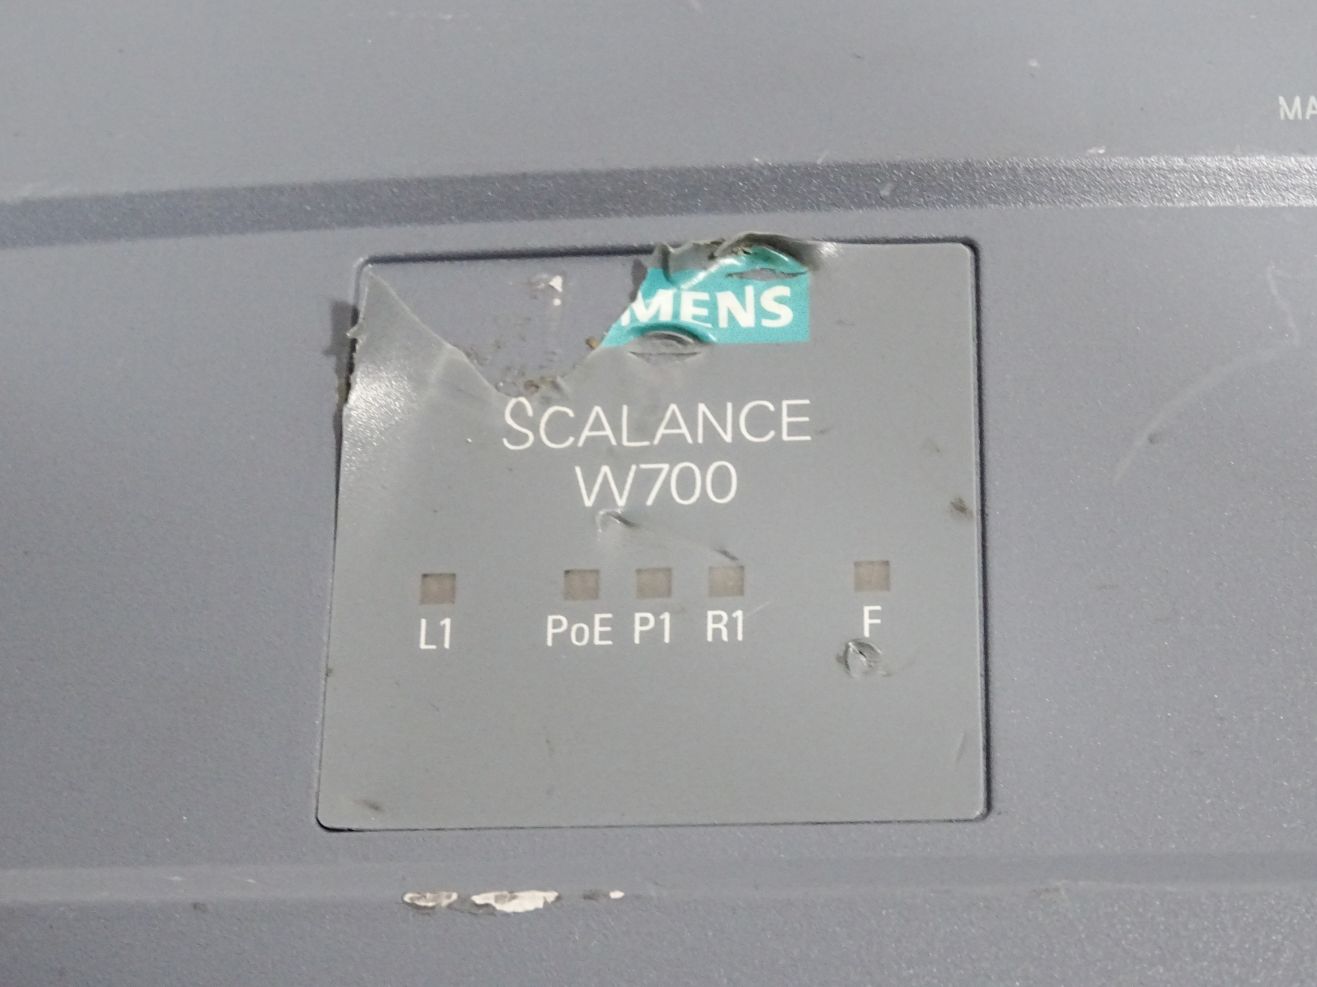 MA
MENS
SCALANCE
W700
L1 PoE P1 R1 F